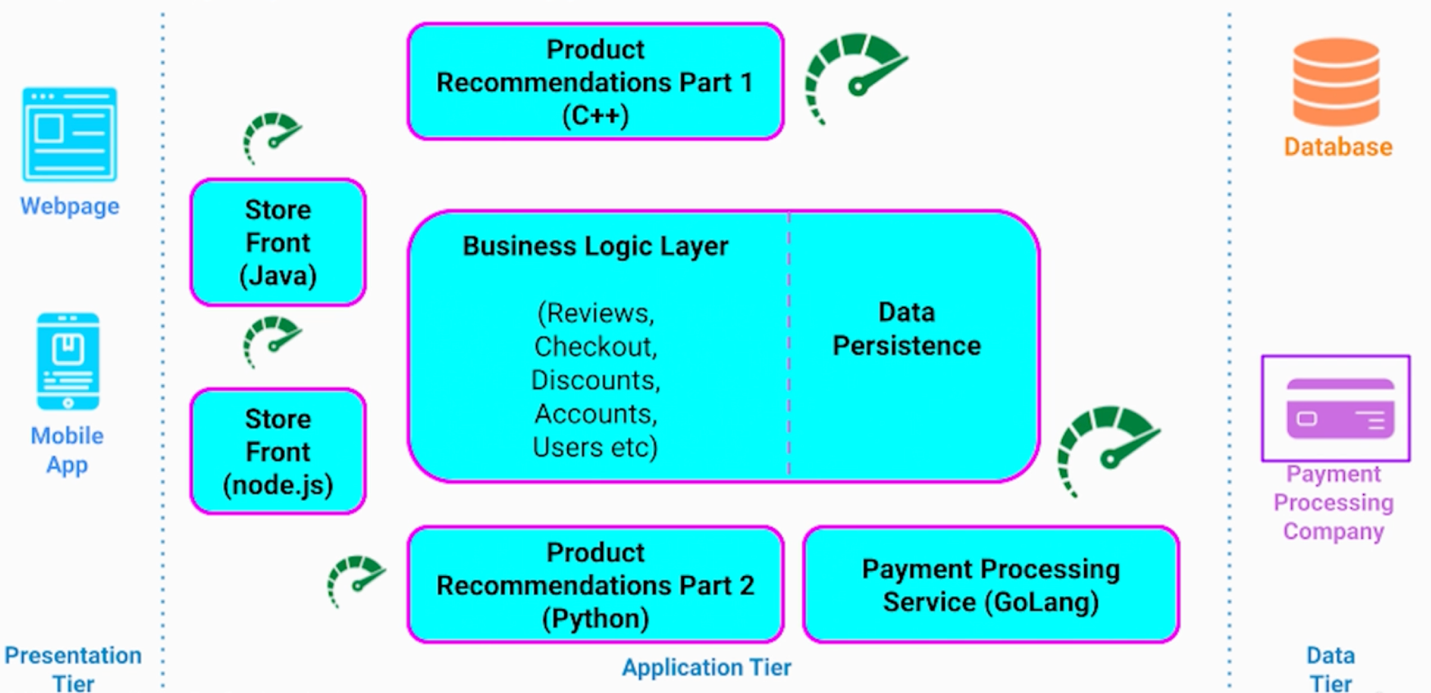 Product
Recommendations Part 1
(C++)
Database
Webpage
Store
Front
(Java)
Business Logic Layer
(Reviews,
Checkout,
Discounts,
Accounts,
Users etc)
Data
Persistence
Mobile
App
Store
Front
(node.js)
Payment
Processing
Company
Product
Recommendations Part 2
(Python)
Payment Processing
Service (GoLang)
Presentation
Tier
Application Tier
Data
Tier